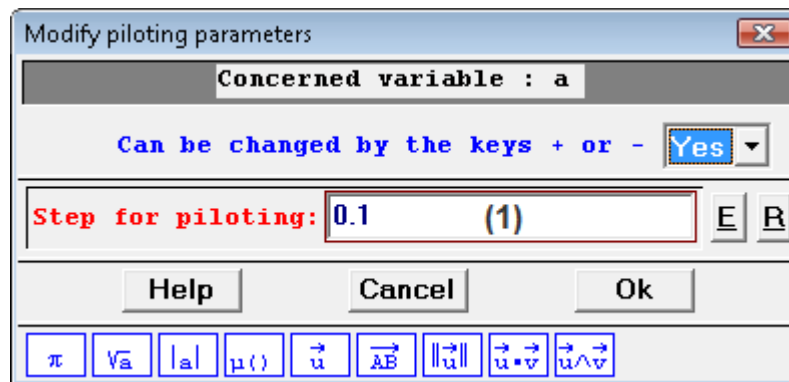 Modify piloting parameters
Concerned variable : a
Can be changed by the keys + or - Yes
Step for piloting: 0.1 (1) E R
Help Cancel Ok
π √a |a| μ() u⃗ AB⃗ ||u⃗|| u⃗•v⃗ u⃗∧v⃗